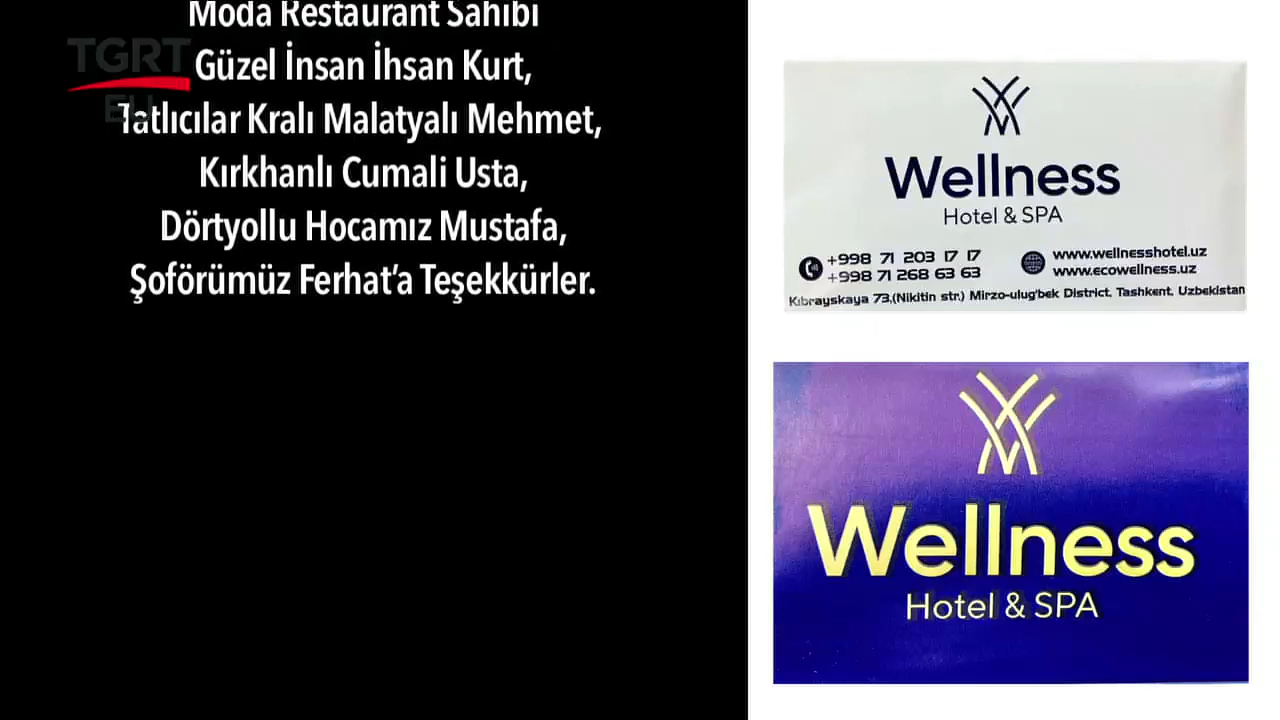 Moda Restaurant Sahibi
Güzel İnsan İhsan Kurt,
Tatlıcılar Kralı Malatyalı Mehmet,
Kırkhanlı Cumali Usta,
Dörtyollu Hocamız Mustafa,
Şoförümüz Ferhat’a Teşekkürler.
TGRT
EU
Wellness
Hotel & SPA
+998 71 203 17 17
+998 71 268 63 63
www.wellnesshotel.uz
www.ecowellness.uz
Kibrayskaya 73,(Nikitin str.) Mirzo-ulug'bek District, Tashkent, Uzbekistan
Wellness
Hotel & SPA